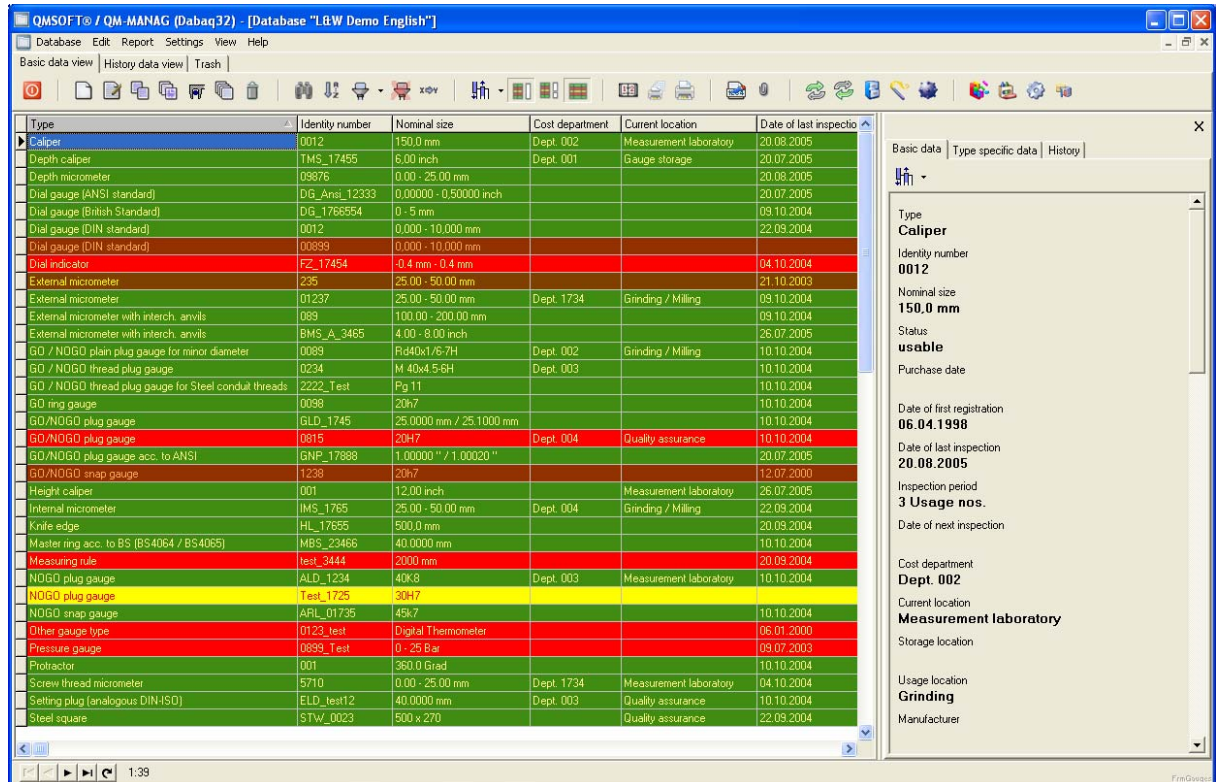 QMSOFT® / QM-MANAG (Dabaq32) - [Database "L&W Demo English"]
Database Edit Report Settings View Help
Basic data view History data view Trash
Type Identity number Nominal size Cost department Current location Date of last inspectio
Caliper 0012 150,0 mm Dept. 002 Measurement laboratory 20.08.2005
Depth caliper TMS_17455 6,00 inch Dept. 001 Gauge storage 20.07.2005
Depth micrometer 09876 0.00 - 25.00 mm 20.08.2005
Dial gauge (ANSI standard) DG_Ansi_12333 0,00000 - 0,50000 inch 20.07.2005
Dial gauge (British Standard) DG_1766554 0 - 5 mm 09.10.2004
Dial gauge (DIN standard) 0012 0,000 - 10,000 mm 22.09.2004
Dial gauge (DIN standard) 00899 0,000 - 10,000 mm
Dial indicator FZ_17454 -0.4 mm - 0.4 mm 04.10.2004
External micrometer 235 25.00 - 50.00 mm 21.10.2003
External micrometer 01237 25.00 - 50.00 mm Dept. 1734 Grinding / Milling 09.10.2004
External micrometer with interch. anvils 089 100.00 - 200.00 mm 09.10.2004
External micrometer with interch. anvils BMS_A_3465 4.00 - 8.00 inch 26.07.2005
GO / NOGO plain plug gauge for minor diameter 0089 Rd40x1/6-7H Dept. 002 Grinding / Milling 10.10.2004
GO / NOGO thread plug gauge 0234 M 40x4.5-6H Dept. 003 10.10.2004
GO / NOGO thread plug gauge for Steel conduit threads 2222_Test Pg 11 10.10.2004
GO ring gauge 0098 20h7 10.10.2004
GO/NOGO plug gauge GLD_1745 25.0000 mm / 25.1000 mm 10.10.2004
GO/NOGO plug gauge 0815 20H7 Dept. 004 Quality assurance 10.10.2004
GO/NOGO plug gauge acc. to ANSI GNP_17888 1.00000 " / 1.00020 " 20.07.2005
GO/NOGO snap gauge 1238 20h7 12.07.2000
Height caliper 001 12,00 inch Measurement laboratory 26.07.2005
Internal micrometer IMS_1765 25.00 - 50.00 mm Dept. 004 Grinding / Milling 22.09.2004
Knife edge HL_17655 500,0 mm 20.09.2004
Master ring acc. to BS (BS4064 / BS4065) MBS_23466 40.0000 mm 10.10.2004
Measuring rule test_3444 2000 mm 20.09.2004
NOGO plug gauge ALD_1234 40K8 Dept. 003 Measurement laboratory 10.10.2004
NOGO plug gauge Test_1725 30H7
NOGO snap gauge ARL_01735 45k7 10.10.2004
Other gauge type 0123_test Digital Thermometer 06.01.2000
Pressure gauge 0899_Test 0 - 25 Bar 09.07.2003
Protractor 001 360.0 Grad 10.10.2004
Screw thread micrometer 5710 0.00 - 25.00 mm Dept. 1734 Measurement laboratory 04.10.2004
Setting plug (analogous DIN-ISO) ELD_test12 40.0000 mm Dept. 003 Quality assurance 10.10.2004
Steel square STW_0023 500 x 270 Quality assurance 22.09.2004
1:39
Basic data Type specific data History
Type
Caliper
Identity number
0012
Nominal size
150,0 mm
Status
usable
Purchase date
Date of first registration
06.04.1998
Date of last inspection
20.08.2005
Inspection period
3 Usage nos.
Date of next inspection
Cost department
Dept. 002
Current location
Measurement laboratory
Storage location
Usage location
Grinding
Manufacturer
FrmGauges